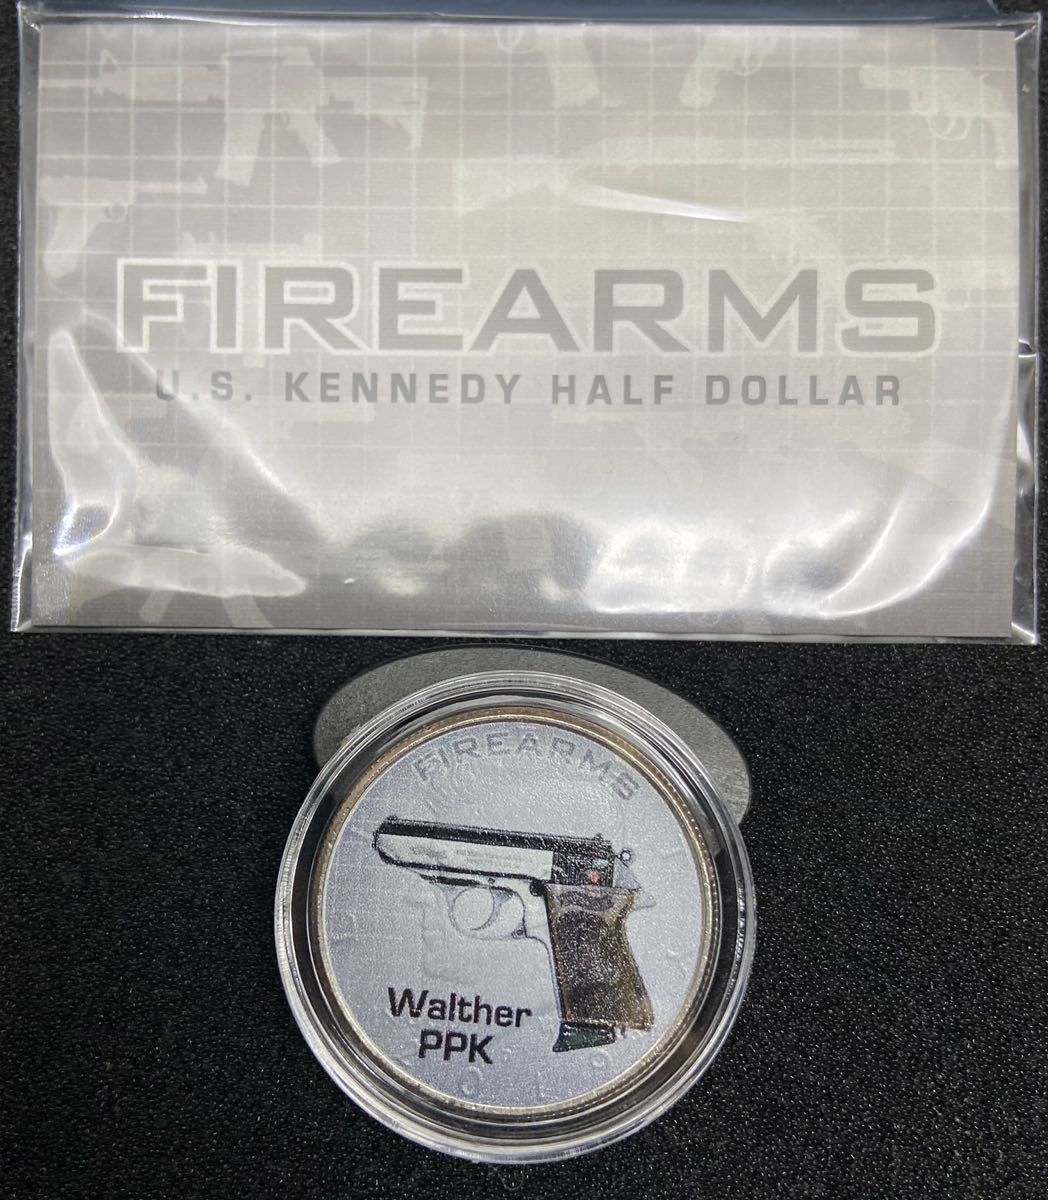 FIREARMS
U.S. KENNEDY HALF DOLLAR
FIREARMS
Walther
PPK